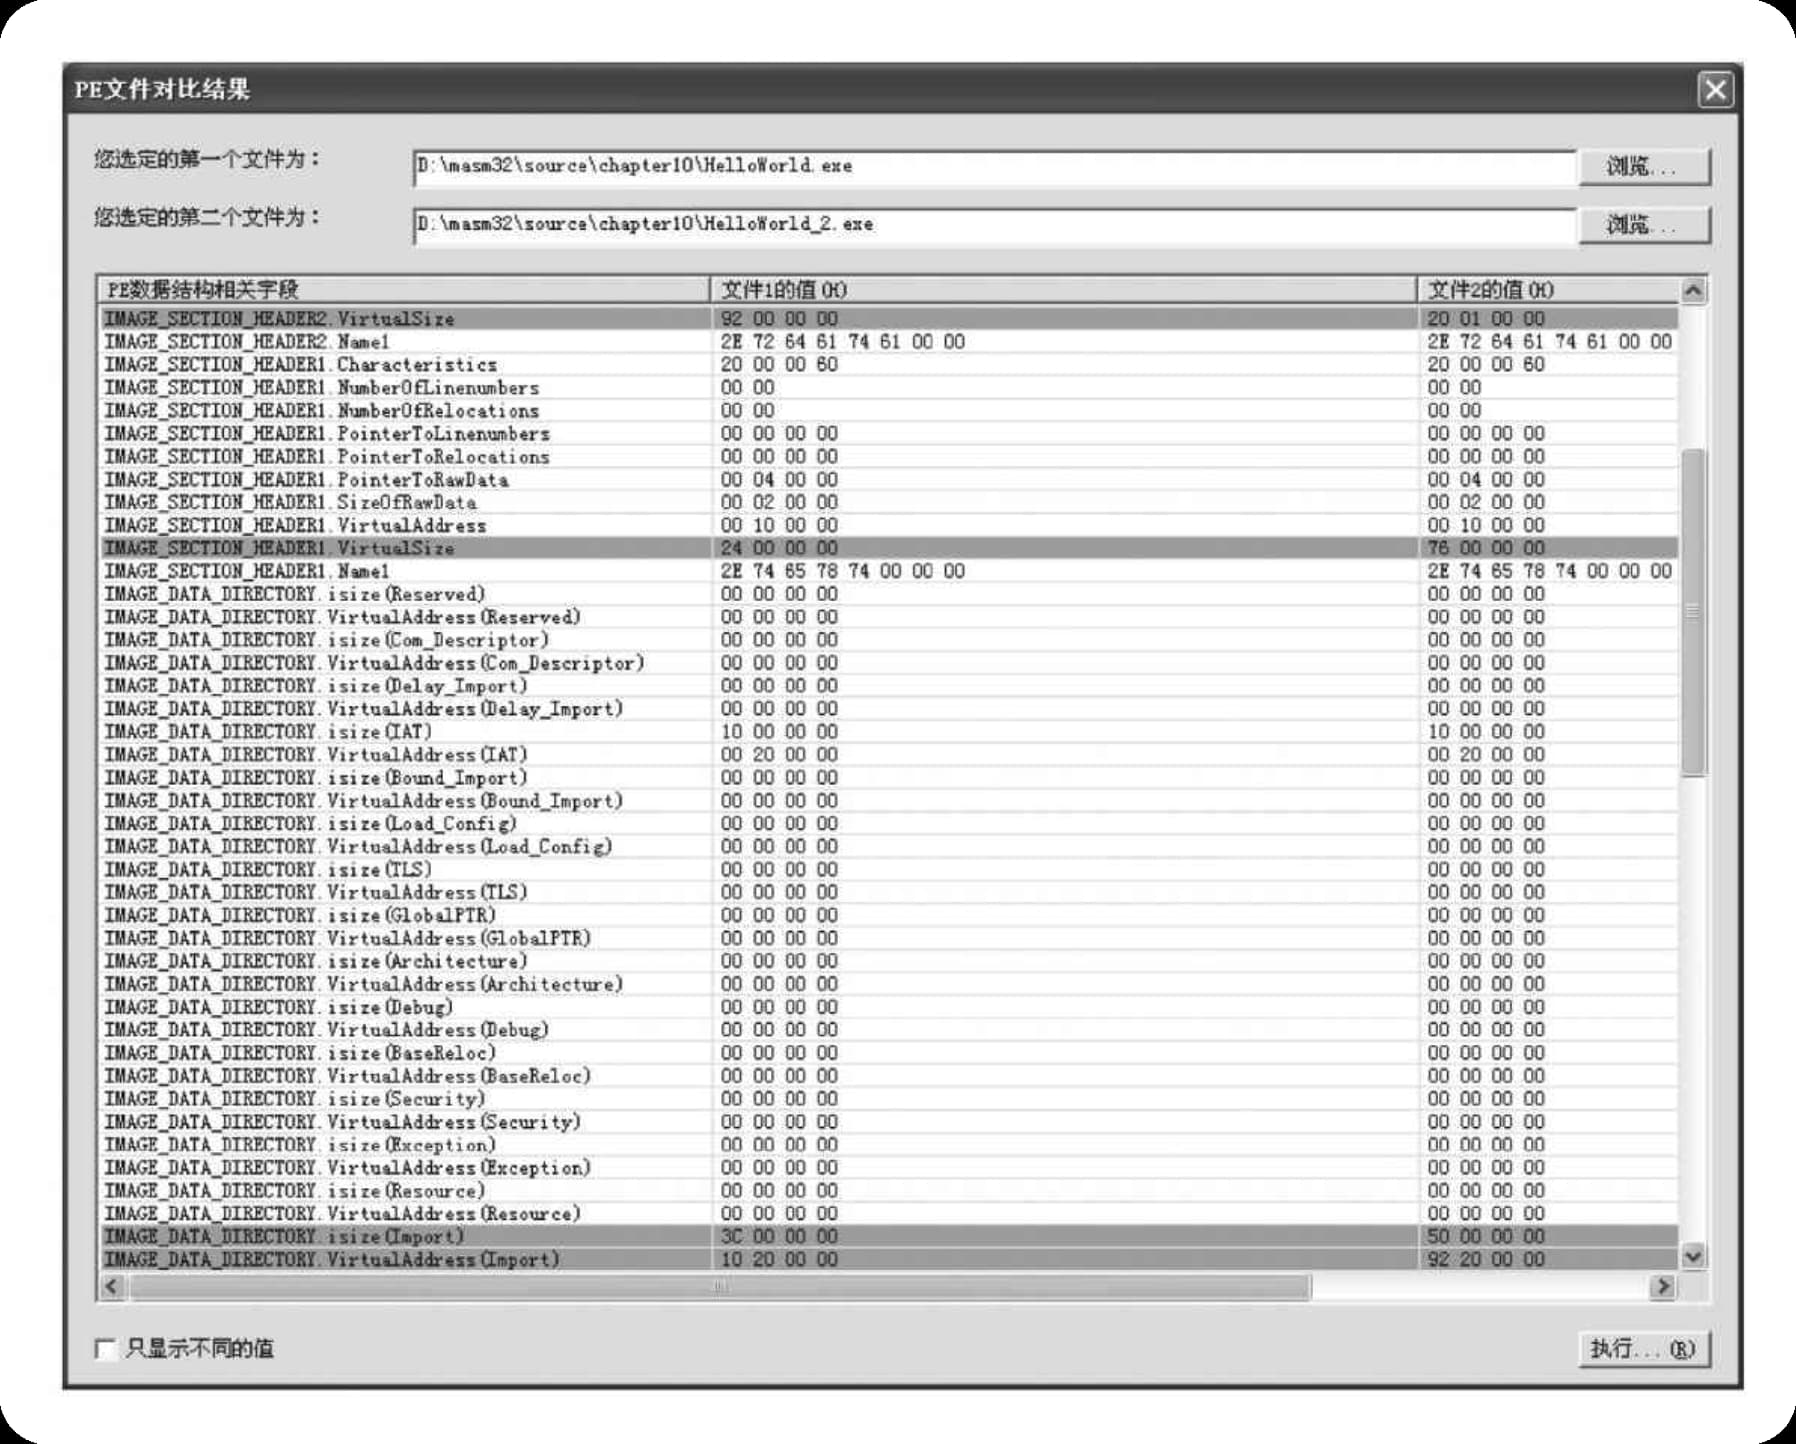 PE文件对比结果
您选定的第一个文件为：
D:\masm32\source\chapter10\HelloWorld.exe
浏览...
您选定的第二个文件为：
D:\masm32\source\chapter10\HelloWorld_2.exe
浏览...
PE数据结构相关字段 文件1的值(H) 文件2的值(H)
IMAGE_SECTION_HEADER2.VirtualSize 92 00 00 00 20 01 00 00
IMAGE_SECTION_HEADER2.Name1 2E 72 64 61 74 61 00 00 2E 72 64 61 74 61 00 00
IMAGE_SECTION_HEADER1.Characteristics 20 00 00 60 20 00 00 60
IMAGE_SECTION_HEADER1.NumberOfLinenumbers 00 00 00 00
IMAGE_SECTION_HEADER1.NumberOfRelocations 00 00 00 00
IMAGE_SECTION_HEADER1.PointerToLinenumbers 00 00 00 00 00 00 00 00
IMAGE_SECTION_HEADER1.PointerToRelocations 00 00 00 00 00 00 00 00
IMAGE_SECTION_HEADER1.PointerToRawData 00 04 00 00 00 04 00 00
IMAGE_SECTION_HEADER1.SizeOfRawData 00 02 00 00 00 02 00 00
IMAGE_SECTION_HEADER1.VirtualAddress 00 10 00 00 00 10 00 00
IMAGE_SECTION_HEADER1.VirtualSize 24 00 00 00 76 00 00 00
IMAGE_SECTION_HEADER1.Name1 2E 74 65 78 74 00 00 00 2E 74 65 78 74 00 00 00
IMAGE_DATA_DIRECTORY.isize(Reserved) 00 00 00 00 00 00 00 00
IMAGE_DATA_DIRECTORY.VirtualAddress(Reserved) 00 00 00 00 00 00 00 00
IMAGE_DATA_DIRECTORY.isize(Com_Descriptor) 00 00 00 00 00 00 00 00
IMAGE_DATA_DIRECTORY.VirtualAddress(Com_Descriptor) 00 00 00 00 00 00 00 00
IMAGE_DATA_DIRECTORY.isize(Delay_Import) 00 00 00 00 00 00 00 00
IMAGE_DATA_DIRECTORY.VirtualAddress(Delay_Import) 00 00 00 00 00 00 00 00
IMAGE_DATA_DIRECTORY.isize(IAT) 10 00 00 00 10 00 00 00
IMAGE_DATA_DIRECTORY.VirtualAddress(IAT) 00 20 00 00 00 20 00 00
IMAGE_DATA_DIRECTORY.isize(Bound_Import) 00 00 00 00 00 00 00 00
IMAGE_DATA_DIRECTORY.VirtualAddress(Bound_Import) 00 00 00 00 00 00 00 00
IMAGE_DATA_DIRECTORY.isize(Load_Config) 00 00 00 00 00 00 00 00
IMAGE_DATA_DIRECTORY.VirtualAddress(Load_Config) 00 00 00 00 00 00 00 00
IMAGE_DATA_DIRECTORY.isize(TLS) 00 00 00 00 00 00 00 00
IMAGE_DATA_DIRECTORY.VirtualAddress(TLS) 00 00 00 00 00 00 00 00
IMAGE_DATA_DIRECTORY.isize(GlobalPTR) 00 00 00 00 00 00 00 00
IMAGE_DATA_DIRECTORY.VirtualAddress(GlobalPTR) 00 00 00 00 00 00 00 00
IMAGE_DATA_DIRECTORY.isize(Architecture) 00 00 00 00 00 00 00 00
IMAGE_DATA_DIRECTORY.VirtualAddress(Architecture) 00 00 00 00 00 00 00 00
IMAGE_DATA_DIRECTORY.isize(Debug) 00 00 00 00 00 00 00 00
IMAGE_DATA_DIRECTORY.VirtualAddress(Debug) 00 00 00 00 00 00 00 00
IMAGE_DATA_DIRECTORY.isize(BaseReloc) 00 00 00 00 00 00 00 00
IMAGE_DATA_DIRECTORY.VirtualAddress(BaseReloc) 00 00 00 00 00 00 00 00
IMAGE_DATA_DIRECTORY.isize(Security) 00 00 00 00 00 00 00 00
IMAGE_DATA_DIRECTORY.VirtualAddress(Security) 00 00 00 00 00 00 00 00
IMAGE_DATA_DIRECTORY.isize(Exception) 00 00 00 00 00 00 00 00
IMAGE_DATA_DIRECTORY.VirtualAddress(Exception) 00 00 00 00 00 00 00 00
IMAGE_DATA_DIRECTORY.isize(Resource) 00 00 00 00 00 00 00 00
IMAGE_DATA_DIRECTORY.VirtualAddress(Resource) 00 00 00 00 00 00 00 00
IMAGE_DATA_DIRECTORY.isize(Import) 3C 00 00 00 50 00 00 00
IMAGE_DATA_DIRECTORY.VirtualAddress(Import) 10 20 00 00 92 20 00 00
只显示不同的值
执行...(R)